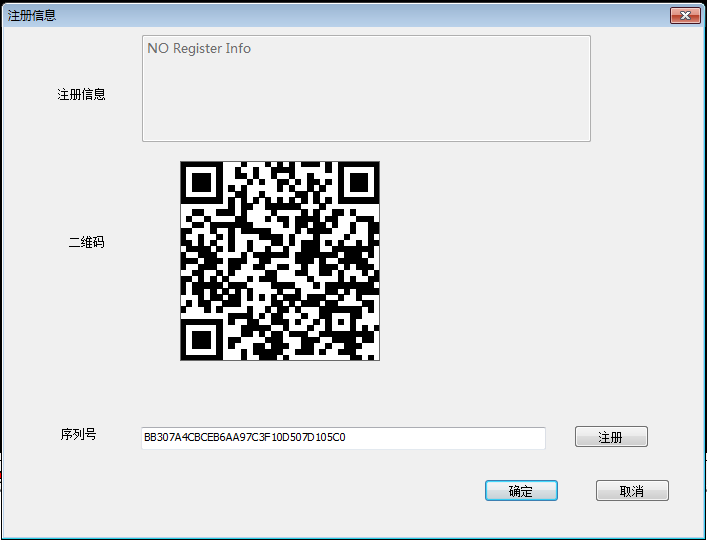 注册信息
NO Register Info
注册信息
二维码
序列号
BB307A4CBCEB6AA97C3F10D507D105C0
注册
确定
取消